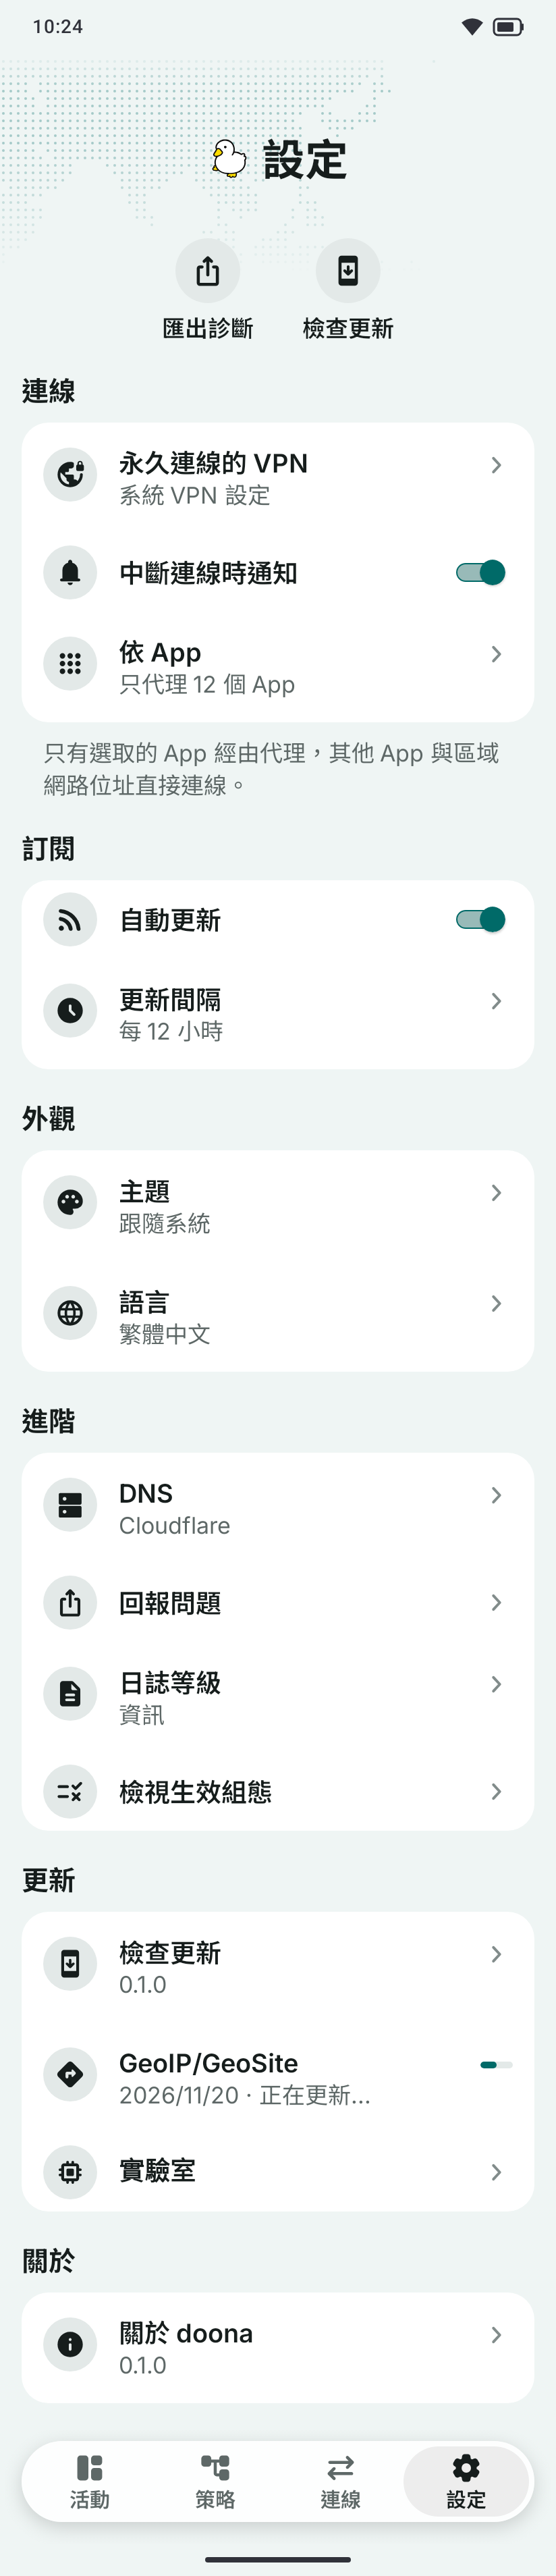 10:24
設定
匯出診斷
檢查更新
連線
永久連線的 VPN
系統 VPN 設定
中斷連線時通知
依 App
只代理 12 個 App
只有選取的 App 經由代理，其他 App 與區域
網路位址直接連線。
訂閱
自動更新
更新間隔
每 12 小時
外觀
主題
跟隨系統
語言
繁體中文
進階
DNS
Cloudflare
回報問題
日誌等級
資訊
檢視生效組態
更新
檢查更新
0.1.0
GeoIP/GeoSite
2026/11/20 · 正在更新…
實驗室
關於
關於 doona
0.1.0
活動
策略
連線
設定